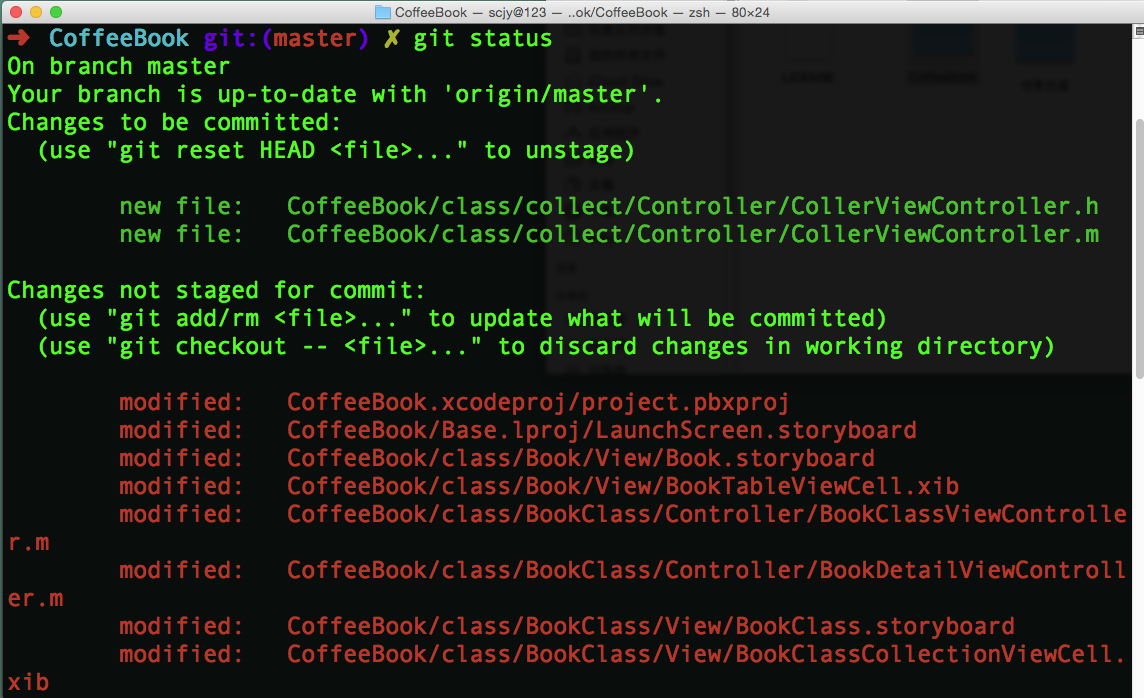 CoffeeBook — scjy@123 — ..ok/CoffeeBook — zsh — 80×24
➜ CoffeeBook git:(master) ✗ git status
On branch master
Your branch is up-to-date with 'origin/master'.
Changes to be committed:
(use "git reset HEAD <file>..." to unstage)
new file: CoffeeBook/class/collect/Controller/CollerViewController.h
new file: CoffeeBook/class/collect/Controller/CollerViewController.m
Changes not staged for commit:
(use "git add/rm <file>..." to update what will be committed)
(use "git checkout -- <file>..." to discard changes in working directory)
modified: CoffeeBook.xcodeproj/project.pbxproj
modified: CoffeeBook/Base.lproj/LaunchScreen.storyboard
modified: CoffeeBook/class/Book/View/Book.storyboard
modified: CoffeeBook/class/Book/View/BookTableViewCell.xib
modified: CoffeeBook/class/BookClass/Controller/BookClassViewControlle
r.m
modified: CoffeeBook/class/BookClass/Controller/BookDetailViewControll
er.m
modified: CoffeeBook/class/BookClass/View/BookClass.storyboard
modified: CoffeeBook/class/BookClass/View/BookClassCollectionViewCell.
xib